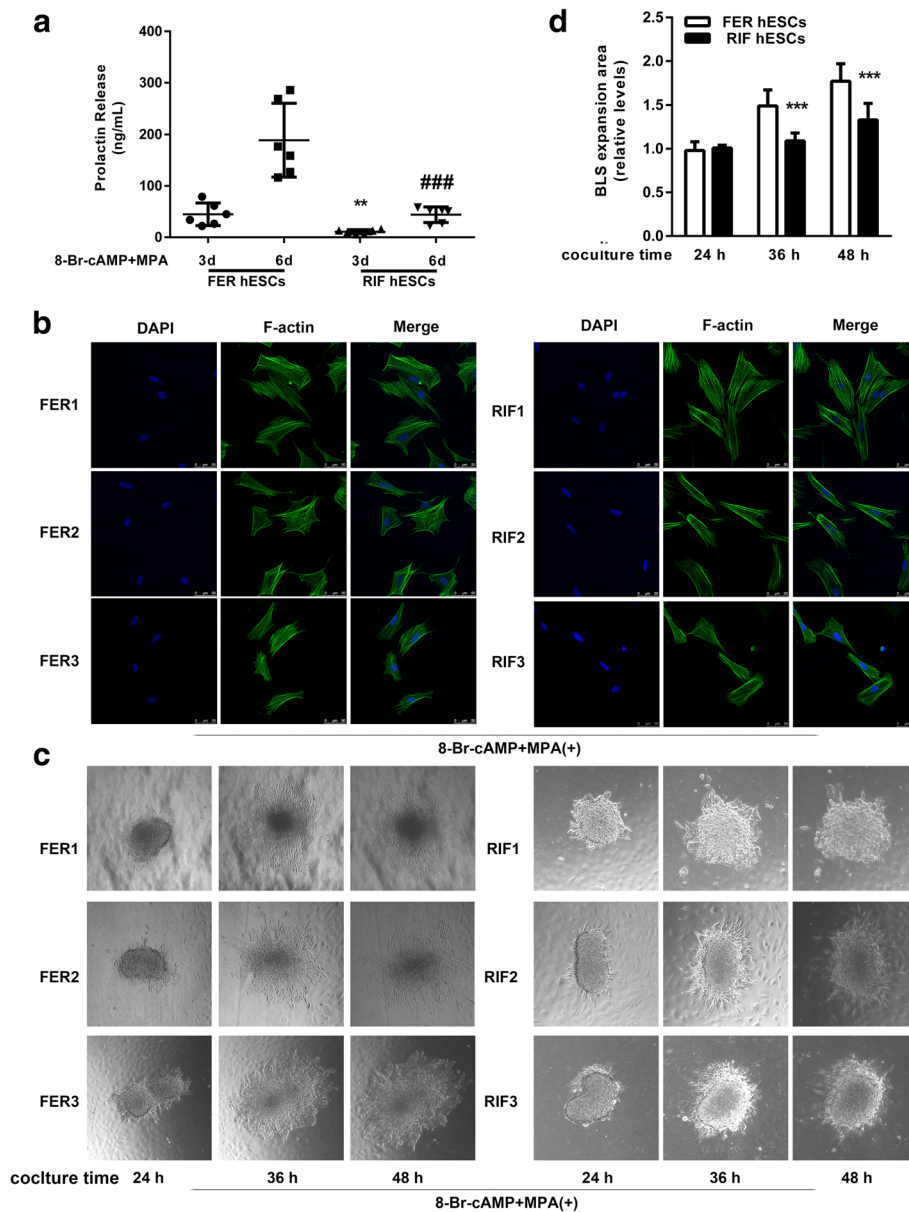 a
400
300
200
100
0
Prolactin Release
(ng/mL)
**
###
8-Br-cAMP+MPA 3d 6d 3d 6d
FER hESCs RIF hESCs
d
FER hESCs
RIF hESCs
2.5
2.0
1.5
1.0
0.5
0.0
BLS expansion area
(relative levels)
***
***
coculture time 24 h 36 h 48 h
b
DAPI F-actin Merge DAPI F-actin Merge
FER1 RIF1
FER2 RIF2
FER3 RIF3
8-Br-cAMP+MPA(+)
c
FER1 RIF1
FER2 RIF2
FER3 RIF3
coclture time 24 h 36 h 48 h 24 h 36 h 48 h
8-Br-cAMP+MPA(+)